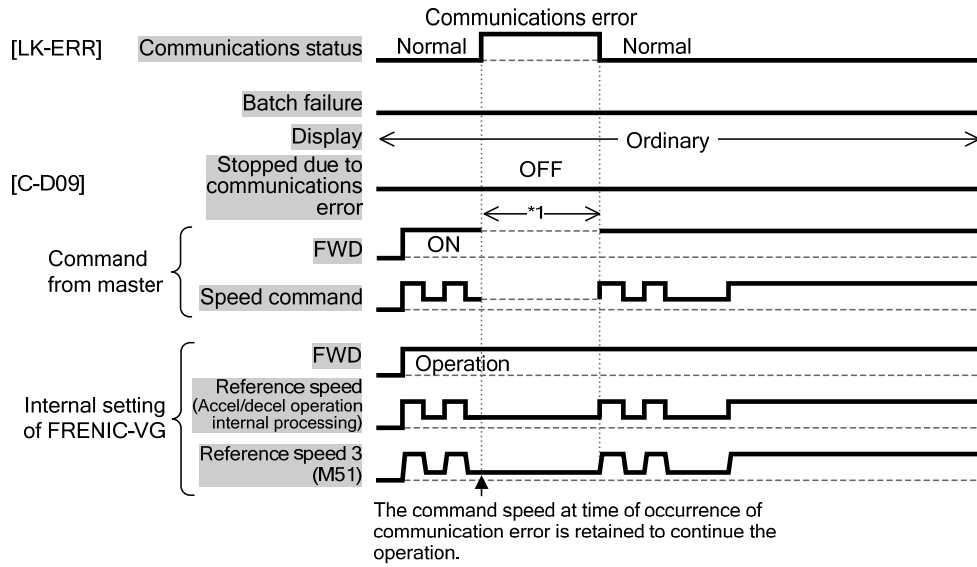 Communications error
[LK-ERR] Communications status Normal Normal
Batch failure
Display Ordinary
[C-D09] Stopped due to
communications
error
OFF
*1
Command
from master
FWD ON
Speed command
Internal setting
of FRENIC-VG
FWD Operation
Reference speed
(Accel/decel operation
internal processing)
Reference speed 3
(M51)
The command speed at time of occurrence of
communication error is retained to continue the
operation.